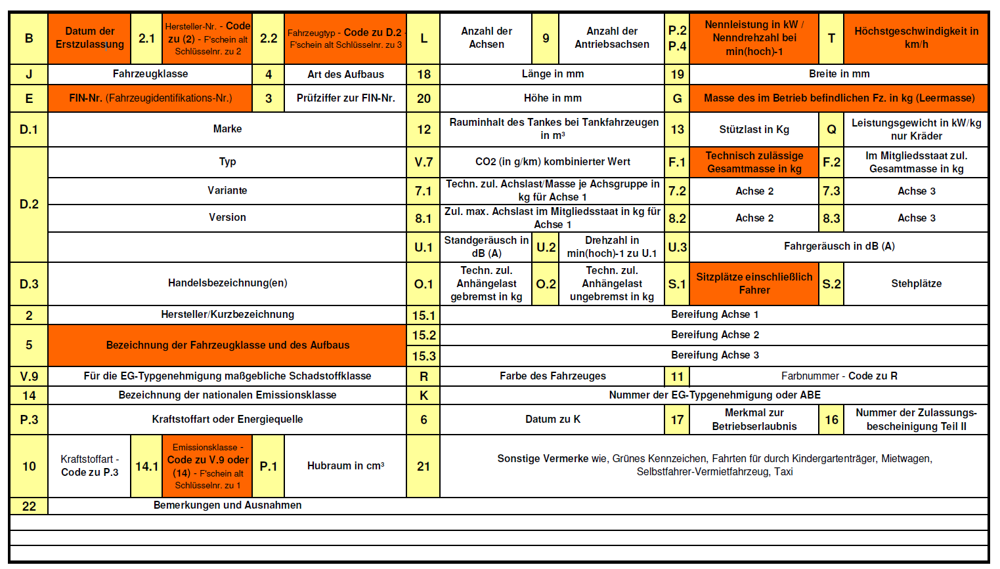 B
Datum der
Erstzulassung
2.1
Hersteller-Nr. - Code
zu (2) - F'schein alt
Schlüsselnr. zu 2
2.2
Fahrzeugtyp - Code zu D.2 -
F'schein alt Schlüsselnr. zu 3
L
Anzahl der
Achsen
9
Anzahl der
Antriebsachsen
P.2
P.4
Nennleistung in kW /
Nenndrehzahl bei
min(hoch)-1
T
Höchstgeschwindigkeit in
km/h
J
Fahrzeugklasse
4
Art des Aufbaus
18
Länge in mm
19
Breite in mm
E
FIN-Nr. (Fahrzeugidentifikations-Nr.)
3
Prüfziffer zur FIN-Nr.
20
Höhe in mm
G
Masse des im Betrieb befindlichen Fz. in kg (Leermasse)
D.1
Marke
12
Rauminhalt des Tankes bei Tankfahrzeugen
in m³
13
Stützlast in Kg
Q
Leistungsgewicht in kW/kg
nur Kräder
D.2
Typ
V.7
CO2 (in g/km) kombinierter Wert
F.1
Technisch zulässige
Gesamtmasse in kg
F.2
Im Mitgliedsstaat zul.
Gesamtmasse in kg
Variante
7.1
Techn. zul. Achslast/Masse je Achsgruppe in
kg für Achse 1
7.2
Achse 2
7.3
Achse 3
Version
8.1
Zul. max. Achslast im Mitgliedsstaat in kg für
Achse 1
8.2
Achse 2
8.3
Achse 3
U.1
Standgeräusch in
dB (A)
U.2
Drehzahl in
min(hoch)-1 zu U.1
U.3
Fahrgeräusch in dB (A)
D.3
Handelsbezeichnung(en)
O.1
Techn. zul.
Anhängelast
gebremst in kg
O.2
Techn. zul.
Anhängelast
ungebremst in kg
S.1
Sitzplätze einschließlich
Fahrer
S.2
Stehplätze
2
Hersteller/Kurzbezeichnung
15.1
Bereifung Achse 1
5
Bezeichnung der Fahrzeugklasse und des Aufbaus
15.2
Bereifung Achse 2
15.3
Bereifung Achse 3
V.9
Für die EG-Typgenehmigung maßgebliche Schadstoffklasse
R
Farbe des Fahrzeuges
11
Farbnummer - Code zu R
14
Bezeichnung der nationalen Emissionsklasse
K
Nummer der EG-Typgenehmigung oder ABE
P.3
Kraftstoffart oder Energiequelle
6
Datum zu K
17
Merkmal zur
Betriebserlaubnis
16
Nummer der Zulassungs-
bescheinigung Teil II
10
Kraftstoffart -
Code zu P.3
14.1
Emissionsklasse -
Code zu V.9 oder
(14) - F'schein alt
Schlüsselnr. zu 1
P.1
Hubraum in cm³
21
Sonstige Vermerke wie, Grünes Kennzeichen, Fahrten für durch Kindergartenträger, Mietwagen,
Selbstfahrer-Vermietfahrzeug, Taxi
22
Bemerkungen und Ausnahmen